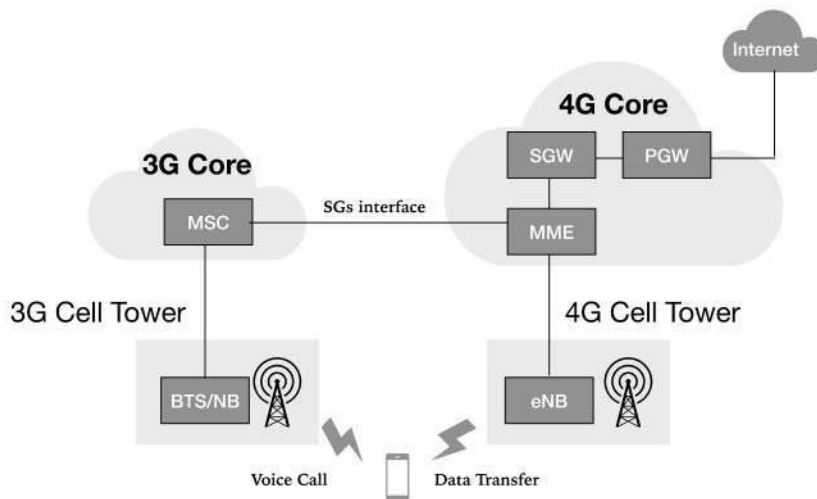 Internet
4G Core
SGW
PGW
3G Core
SGs interface
MSC
MME
3G Cell Tower
4G Cell Tower
BTS/NB
eNB
Voice Call
Data Transfer